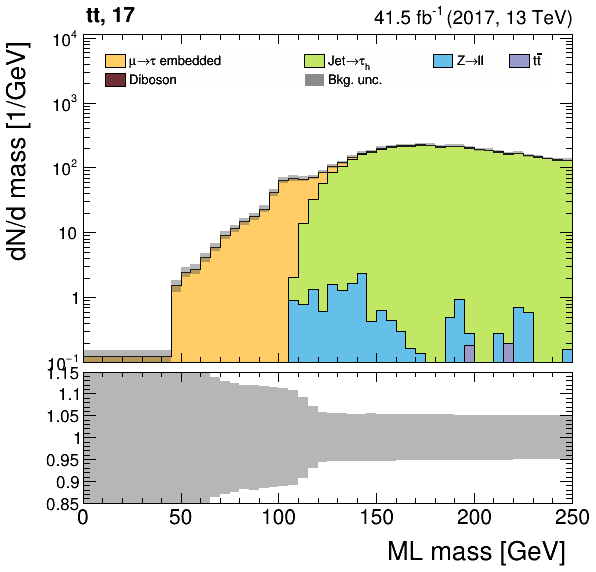 tt, 17
41.5 fb⁻¹ (2017, 13 TeV)
dN/d mass [1/GeV]
10⁴
μ→τ embedded
Jet→τₕ
Z→ll
tt̅
Diboson
Bkg. unc.
10³
10²
10
1
10⁻¹
1.15
1.1
1.05
1
0.95
0.9
0.85
0 50 100 150 200 250
ML mass [GeV]